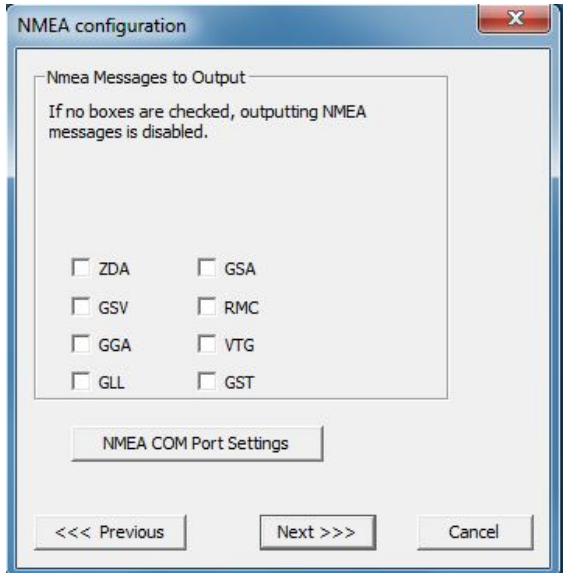 NMEA configuration
Nmea Messages to Output
If no boxes are checked, outputting NMEA
messages is disabled.
ZDA GSA
GSV RMC
GGA VTG
GLL GST
NMEA COM Port Settings
<<< Previous Next >>> Cancel